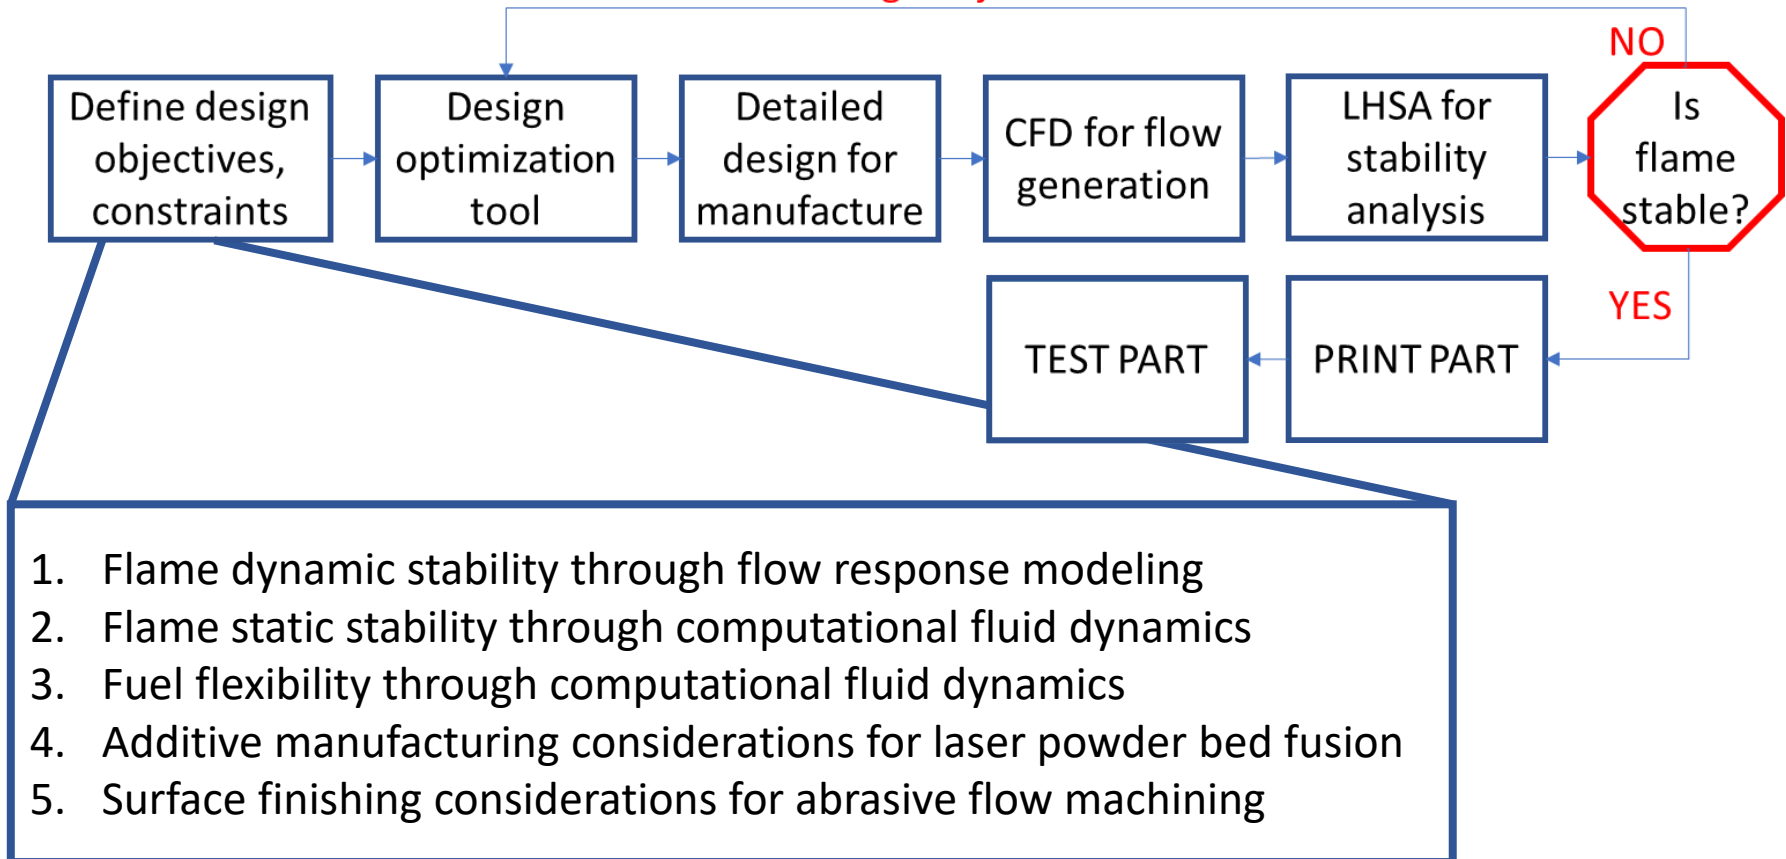 NO
Define design
objectives,
constraints
Design
optimization
tool
Detailed
design for
manufacture
CFD for flow
generation
LHSA for
stability
analysis
Is
flame
stable?
YES
TEST PART
PRINT PART
1. Flame dynamic stability through flow response modeling
2. Flame static stability through computational fluid dynamics
3. Fuel flexibility through computational fluid dynamics
4. Additive manufacturing considerations for laser powder bed fusion
5. Surface finishing considerations for abrasive flow machining